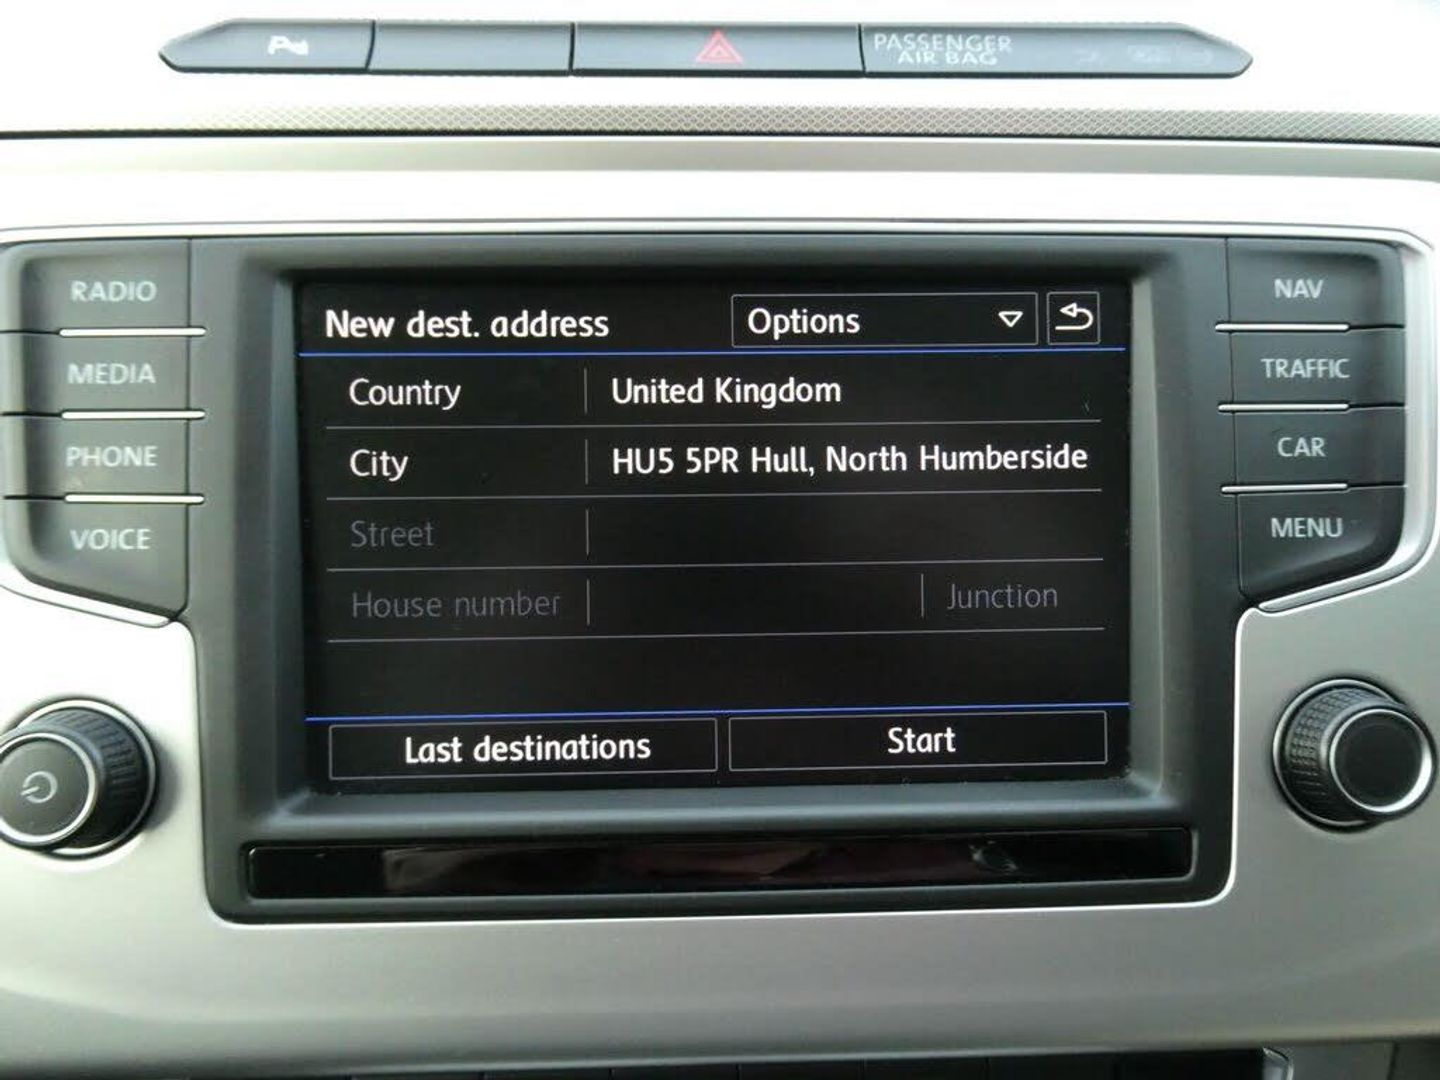 PASSENGER
AIR BAG
RADIO
MEDIA
PHONE
VOICE
New dest. address
Options
Country
United Kingdom
City
HU5 5PR Hull, North Humberside
Street
House number
Junction
Last destinations
Start
NAV
TRAFFIC
CAR
MENU